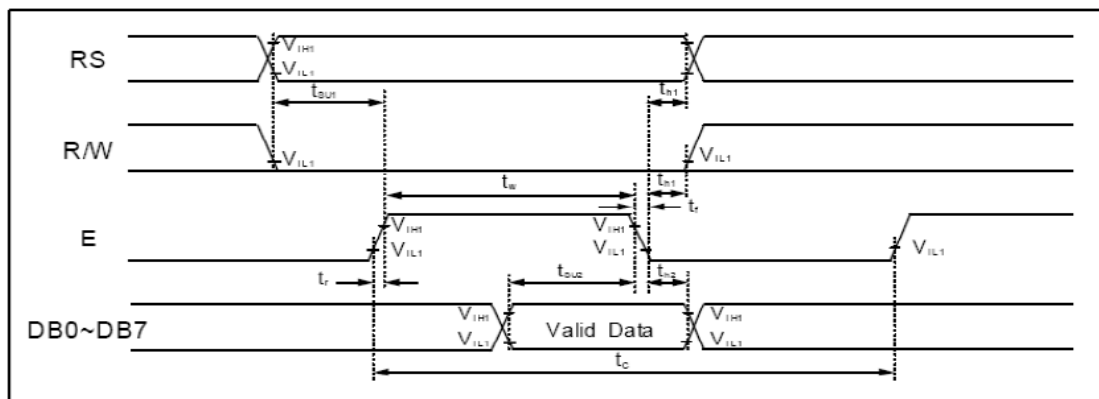 RS
VIH1
VIL1
tSU1
th1
R/W
VIL1
VIL1
tw
th1
tf
E
VIH1
VIL1
VIH1
VIL1
VIL1
tr
tSU2
th2
DB0~DB7
VIH1
VIL1
Valid Data
VIH1
VIL1
tC